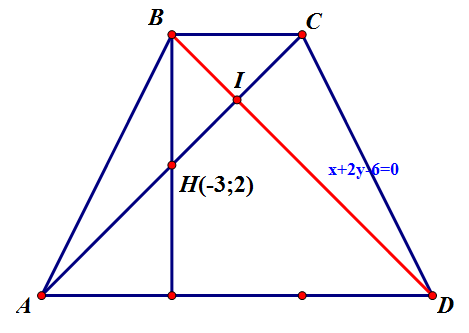 B
C
I
x+2y-6=0
H(-3;2)
A
D